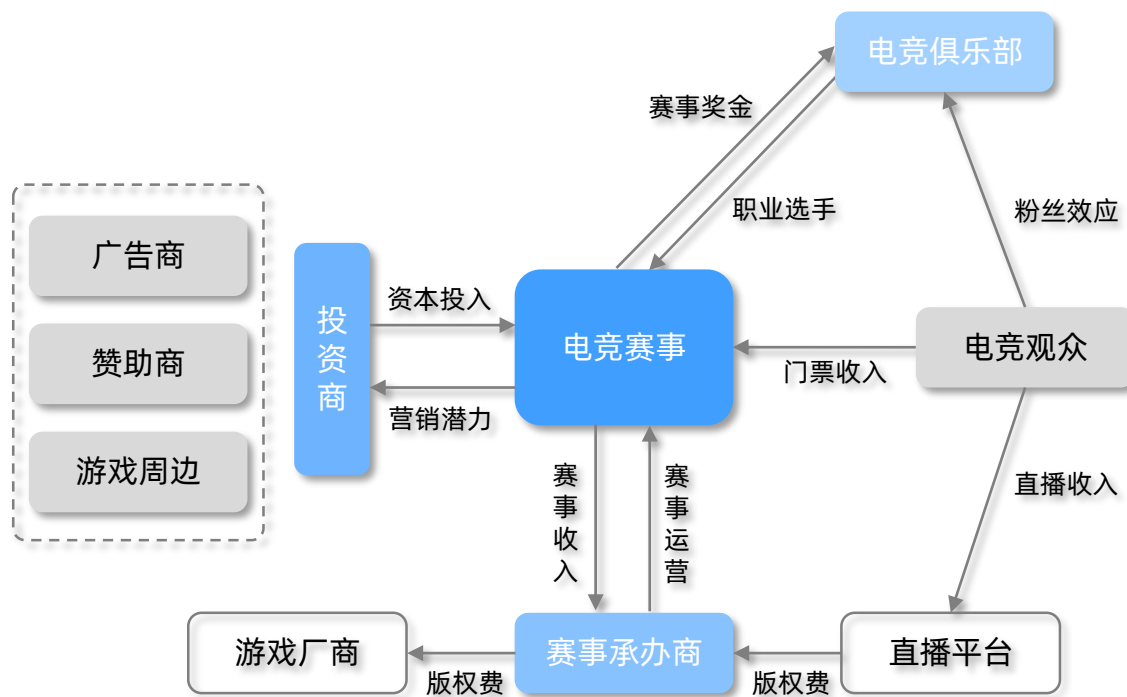 电竞俱乐部
赛事奖金
职业选手
粉丝效应
广告商
赞助商
游戏周边
投
资
商
资本投入
营销潜力
电竞赛事
门票收入
电竞观众
直播收入
赛
事
收
入
赛
事
运
营
游戏厂商
版权费
赛事承办商
版权费
直播平台